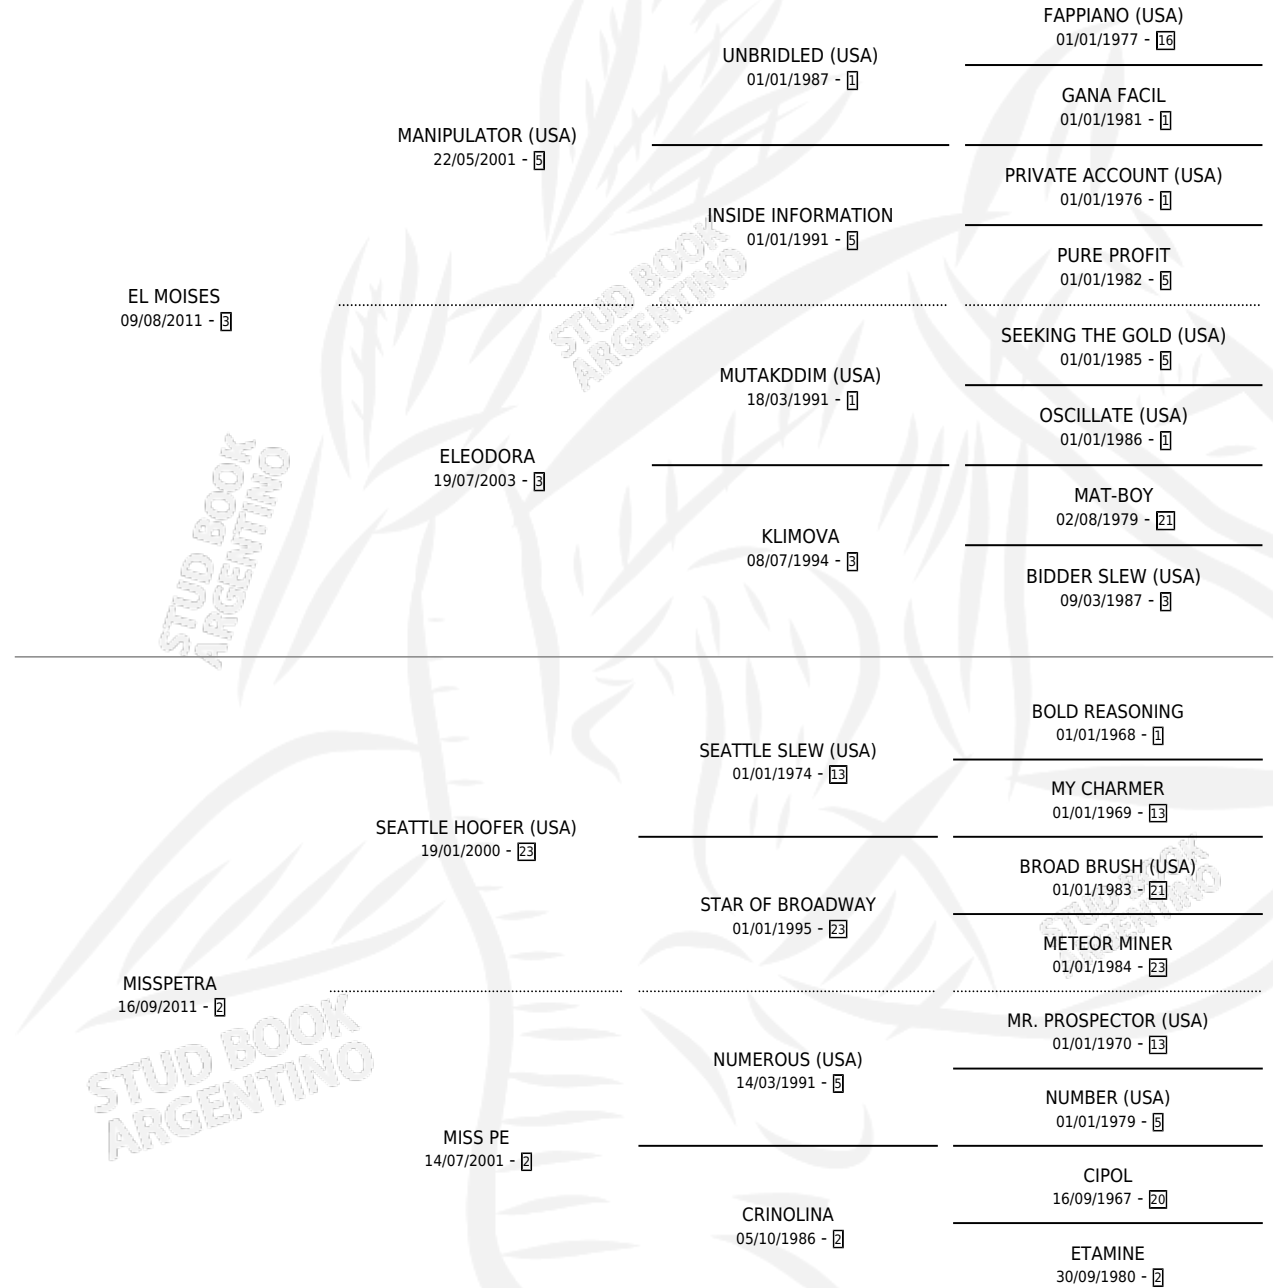 FAPPIANO (USA)
01/01/1977 - 16
UNBRIDLED (USA)
01/01/1987 - 1
GANA FACIL
01/01/1981 - 1
MANIPULATOR (USA)
22/05/2001 - 5
PRIVATE ACCOUNT (USA)
01/01/1976 - 1
INSIDE INFORMATION
01/01/1991 - 5
PURE PROFIT
01/01/1982 - 5
EL MOISES
09/08/2011 - 3
SEEKING THE GOLD (USA)
01/01/1985 - 5
MUTAKDDIM (USA)
18/03/1991 - 1
OSCILLATE (USA)
01/01/1986 - 1
ELEODORA
19/07/2003 - 3
MAT-BOY
02/08/1979 - 21
KLIMOVA
08/07/1994 - 3
BIDDER SLEW (USA)
09/03/1987 - 3
STUD BOOK
ARGENTINO
STUD BOOK
ARGENTINO
BOLD REASONING
01/01/1968 - 1
SEATTLE SLEW (USA)
01/01/1974 - 13
MY CHARMER
01/01/1969 - 13
SEATTLE HOOFER (USA)
19/01/2000 - 23
BROAD BRUSH (USA)
01/01/1983 - 21
STAR OF BROADWAY
01/01/1995 - 23
METEOR MINER
01/01/1984 - 23
MISSPETRA
16/09/2011 - 2
MR. PROSPECTOR (USA)
01/01/1970 - 13
NUMEROUS (USA)
14/03/1991 - 5
NUMBER (USA)
01/01/1979 - 5
MISS PE
14/07/2001 - 2
CIPOL
16/09/1967 - 20
CRINOLINA
05/10/1986 - 2
ETAMINE
30/09/1980 - 2
STUD BOOK
ARGENTINO
STUD BOOK
ARGENTINO